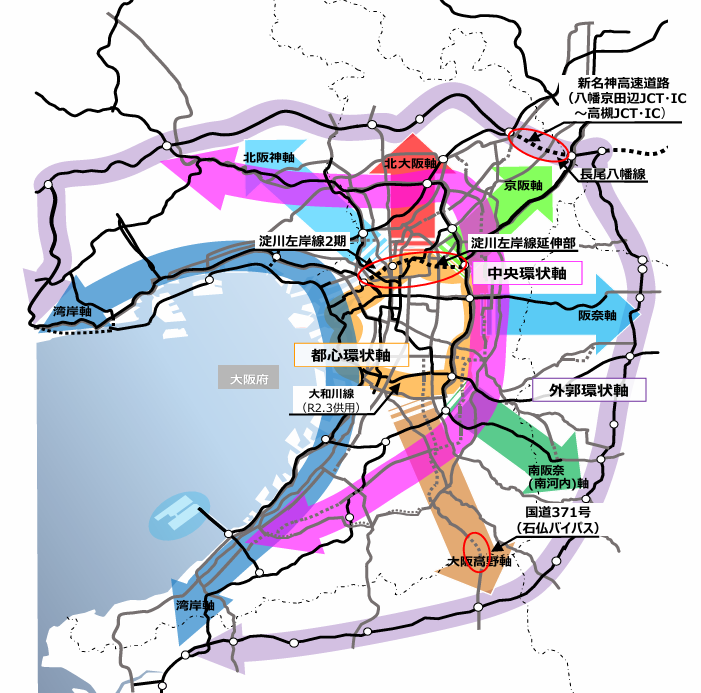 新名神高速道路
（八幡京田辺JCT･IC
～高槻JCT･IC）
北阪神軸
北大阪軸
京阪軸
長尾八幡線
淀川左岸線2期
淀川左岸線延伸部
中央環状軸
湾岸軸
阪奈軸
都心環状軸
大阪府
大和川線
（R2.3供用）
外郭環状軸
南阪奈
(南河内)軸
国道371号
（石仏バイパス）
大阪高野軸
湾岸軸